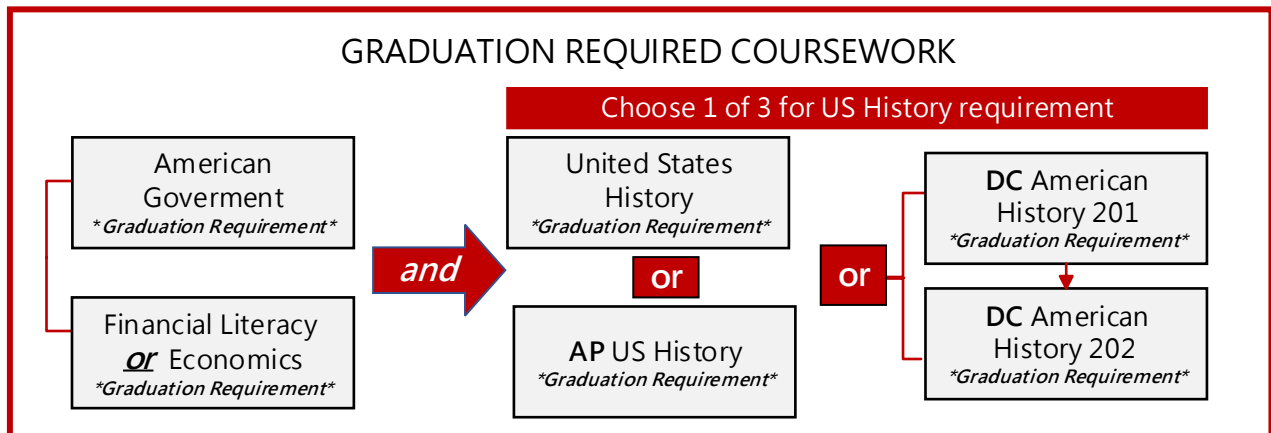 GRADUATION REQUIRED COURSEWORK
Choose 1 of 3 for US History requirement
American
Goverment
*Graduation Requirement*
Financial Literacy
or Economics
*Graduation Requirement*
and
United States
History
*Graduation Requirement*
or
AP US History
*Graduation Requirement*
or
DC American
History 201
*Graduation Requirement*
DC American
History 202
*Graduation Requirement*